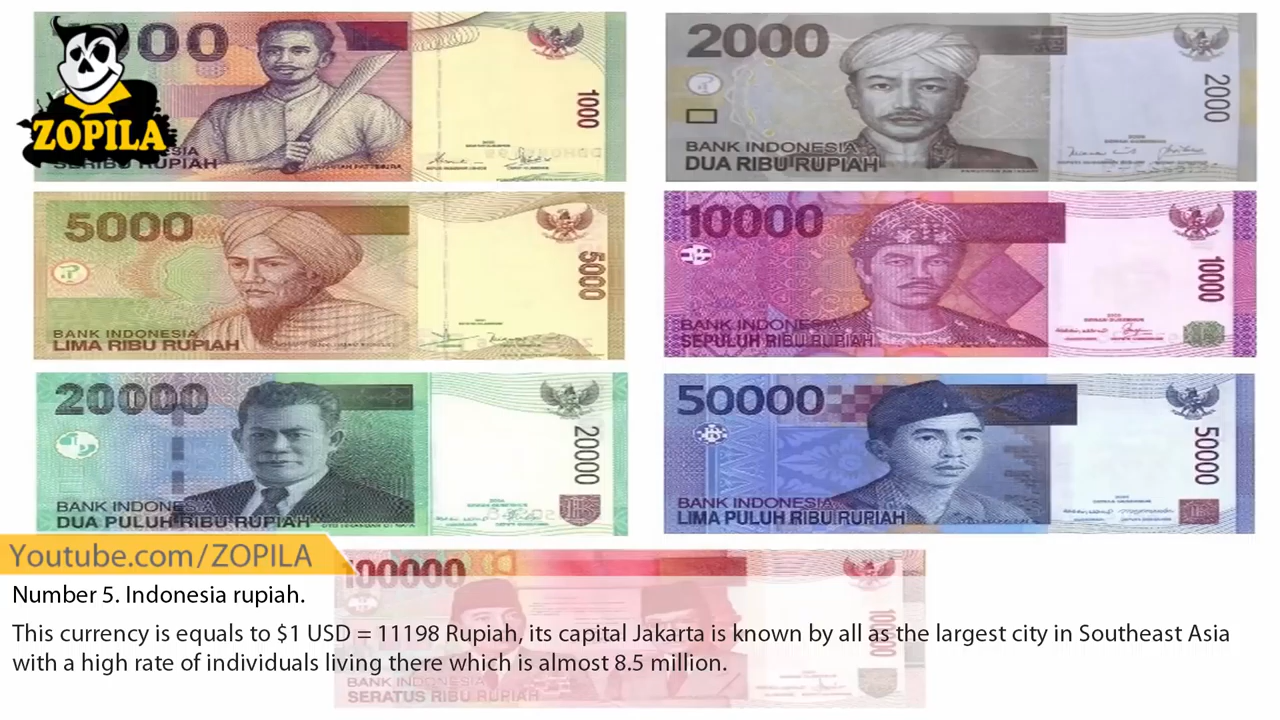 ZOPILA
SERIBU RUPIAH
1000
2000
BANK INDONESIA
DUA RIBU RUPIAH
2000
5000
BANK INDONESIA
LIMA RIBU RUPIAH
5000
10000
BANK INDONESIA
SEPULUH RIBU RUPIAH
10000
20000
BANK INDONESIA
DUA PULUH RIBU RUPIAH
20000
50000
BANK INDONESIA
LIMA PULUH RIBU RUPIAH
50000
Youtube.com/ZOPILA
100000
Number 5. Indonesia rupiah.
This currency is equals to $1 USD = 11198 Rupiah, its capital Jakarta is known by all as the largest city in Southeast Asia
with a high rate of individuals living there which is almost 8.5 million.
BANK INDONESIA
SERATUS RIBU RUPIAH